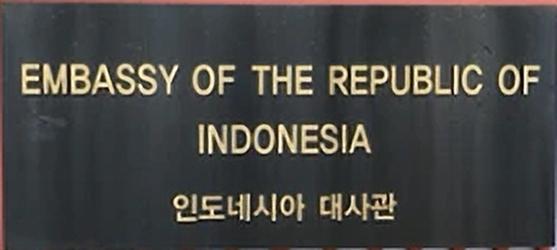 EMBASSY OF THE REPUBLIC OF
INDONESIA
인도네시아 대사관